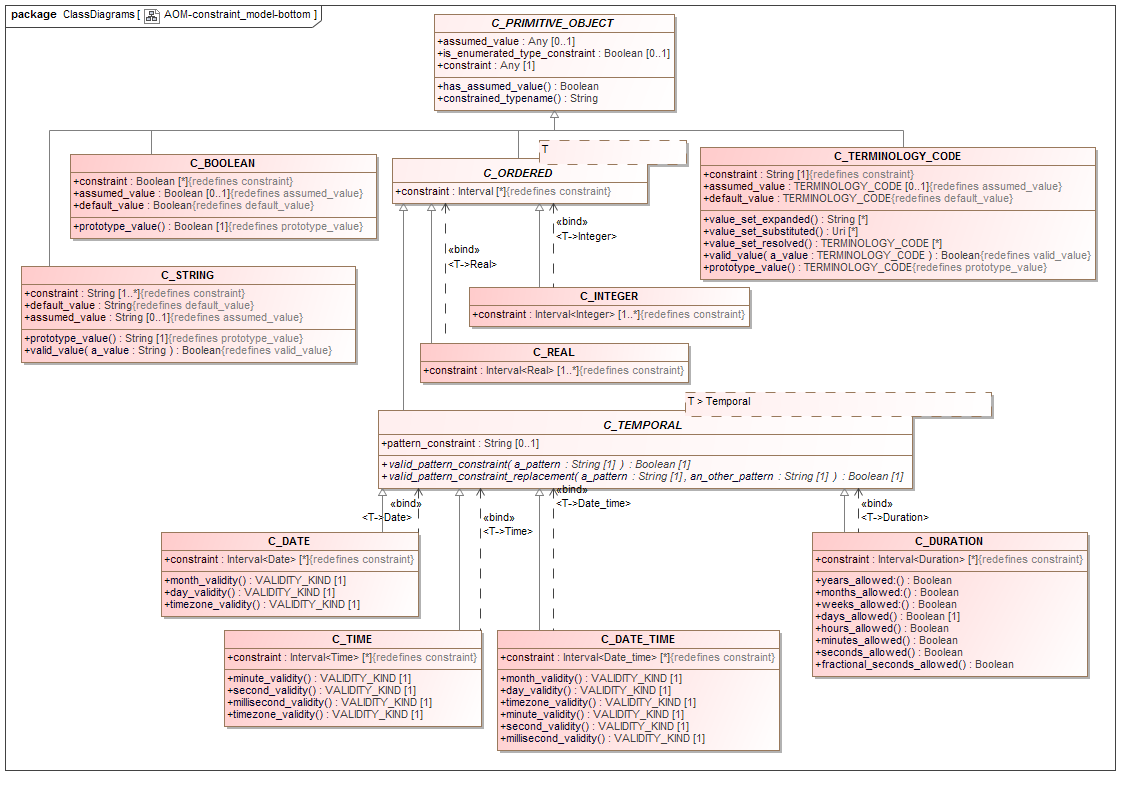 package ClassDiagrams [ AOM-constraint_model-bottom ]
C_PRIMITIVE_OBJECT
+assumed_value : Any [0..1]
+is_enumerated_type_constraint : Boolean [0..1]
+constraint : Any [1]
+has_assumed_value() : Boolean
+constrained_typename() : String
C_BOOLEAN
+constraint : Boolean [*]{redefines constraint}
+assumed_value : Boolean [0..1]{redefines assumed_value}
+default_value : Boolean{redefines default_value}
+prototype_value() : Boolean [1]{redefines prototype_value}
T
C_ORDERED
+constraint : Interval [*]{redefines constraint}
C_TERMINOLOGY_CODE
+constraint : String [1]{redefines constraint}
+assumed_value : TERMINOLOGY_CODE [0..1]{redefines assumed_value}
+default_value : TERMINOLOGY_CODE{redefines default_value}
+value_set_expanded() : String [*]
+value_set_substituted() : Uri [*]
+value_set_resolved() : TERMINOLOGY_CODE [*]
+valid_value( a_value : TERMINOLOGY_CODE ) : Boolean{redefines valid_value}
+prototype_value() : TERMINOLOGY_CODE{redefines prototype_value}
«bind»
<T->Integer>
«bind»
<T->Real>
C_STRING
+constraint : String [1..*]{redefines constraint}
+default_value : String{redefines default_value}
+assumed_value : String [0..1]{redefines assumed_value}
+prototype_value() : String [1]{redefines prototype_value}
+valid_value( a_value : String ) : Boolean{redefines valid_value}
C_INTEGER
+constraint : Interval<Integer> [1..*]{redefines constraint}
C_REAL
+constraint : Interval<Real> [1..*]{redefines constraint}
T > Temporal
C_TEMPORAL
+pattern_constraint : String [0..1]
+valid_pattern_constraint( a_pattern : String [1] ) : Boolean [1]
+valid_pattern_constraint_replacement( a_pattern : String [1], an_other_pattern : String [1] ) : Boolean [1]
«bind»
<T->Date>
«bind»
<T->Time>
«bind»
<T->Date_time>
«bind»
<T->Duration>
C_DATE
+constraint : Interval<Date> [*]{redefines constraint}
+month_validity() : VALIDITY_KIND [1]
+day_validity() : VALIDITY_KIND [1]
+timezone_validity() : VALIDITY_KIND [1]
C_DURATION
+constraint : Interval<Duration> [*]{redefines constraint}
+years_allowed:() : Boolean
+months_allowed:() : Boolean
+weeks_allowed:() : Boolean
+days_allowed() : Boolean [1]
+hours_allowed() : Boolean
+minutes_allowed() : Boolean
+seconds_allowed() : Boolean
+fractional_seconds_allowed() : Boolean
C_TIME
+constraint : Interval<Time> [*]{redefines constraint}
+minute_validity() : VALIDITY_KIND [1]
+second_validity() : VALIDITY_KIND [1]
+millisecond_validity() : VALIDITY_KIND [1]
+timezone_validity() : VALIDITY_KIND [1]
C_DATE_TIME
+constraint : Interval<Date_time> [*]{redefines constraint}
+month_validity() : VALIDITY_KIND [1]
+day_validity() : VALIDITY_KIND [1]
+timezone_validity() : VALIDITY_KIND [1]
+minute_validity() : VALIDITY_KIND [1]
+second_validity() : VALIDITY_KIND [1]
+millisecond_validity() : VALIDITY_KIND [1]